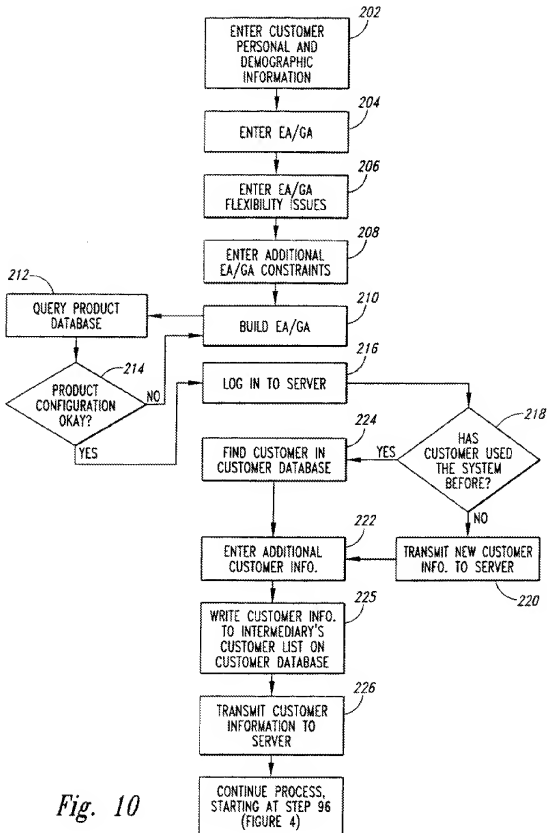 202
ENTER CUSTOMER
PERSONAL AND
DEMOGRAPHIC
INFORMATION
204
ENTER EA/GA
206
ENTER EA/GA
FLEXIBILITY ISSUES
208
ENTER ADDITIONAL
EA/GA CONSTRAINTS
210
BUILD EA/GA
212
QUERY PRODUCT
DATABASE
214
PRODUCT
CONFIGURATION
OKAY?
NO
YES
216
LOG IN TO SERVER
218
HAS
CUSTOMER USED
THE SYSTEM
BEFORE?
YES
NO
224
FIND CUSTOMER IN
CUSTOMER DATABASE
220
TRANSMIT NEW CUSTOMER
INFO. TO SERVER
222
ENTER ADDITIONAL
CUSTOMER INFO.
225
WRITE CUSTOMER INFO.
TO INTERMEDIARY'S
CUSTOMER LIST ON
CUSTOMER DATABASE
226
TRANSMIT CUSTOMER
INFORMATION TO
SERVER
CONTINUE PROCESS,
STARTING AT STEP 96
(FIGURE 4)
Fig. 10